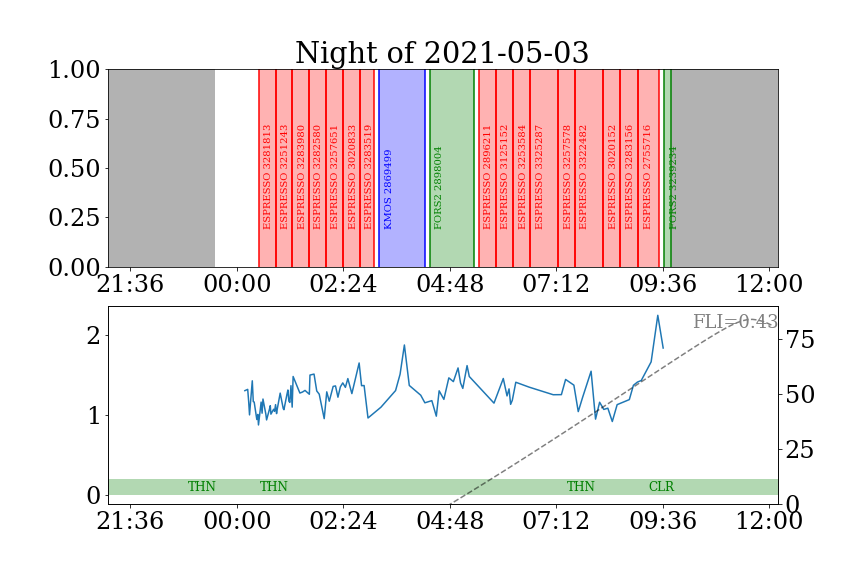 Night of 2021-05-03
1.00
0.75
0.50
0.25
0.00
ESPRESSO 3281813
ESPRESSO 3251243
ESPRESSO 3283980
ESPRESSO 3282580
ESPRESSO 3257651
ESPRESSO 3020833
ESPRESSO 3283519
KMOS 2869499
FORS2 2898004
ESPRESSO 2896211
ESPRESSO 3125152
ESPRESSO 3253584
ESPRESSO 3325287
ESPRESSO 3257578
ESPRESSO 3322482
ESPRESSO 3020152
ESPRESSO 3283156
ESPRESSO 2755716
FORS2 3239234
21:36 00:00 02:24 04:48 07:12 09:36 12:00
FLI=0.43
2
1
0
75
50
25
0
THN THN THN CLR
21:36 00:00 02:24 04:48 07:12 09:36 12:00